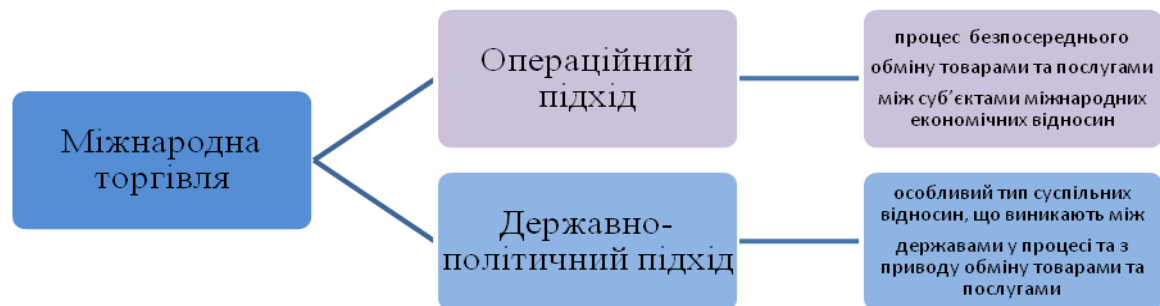 Міжнародна
торгівля
Операційний
підхід
процес безпосереднього
обміну товарами та послугами
між суб’єктами міжнародних
економічних відносин
Державно-
політичний підхід
особливий тип суспільних
відносин, що виникають між
державами у процесі та з
приводу обміну товарами та
послугами